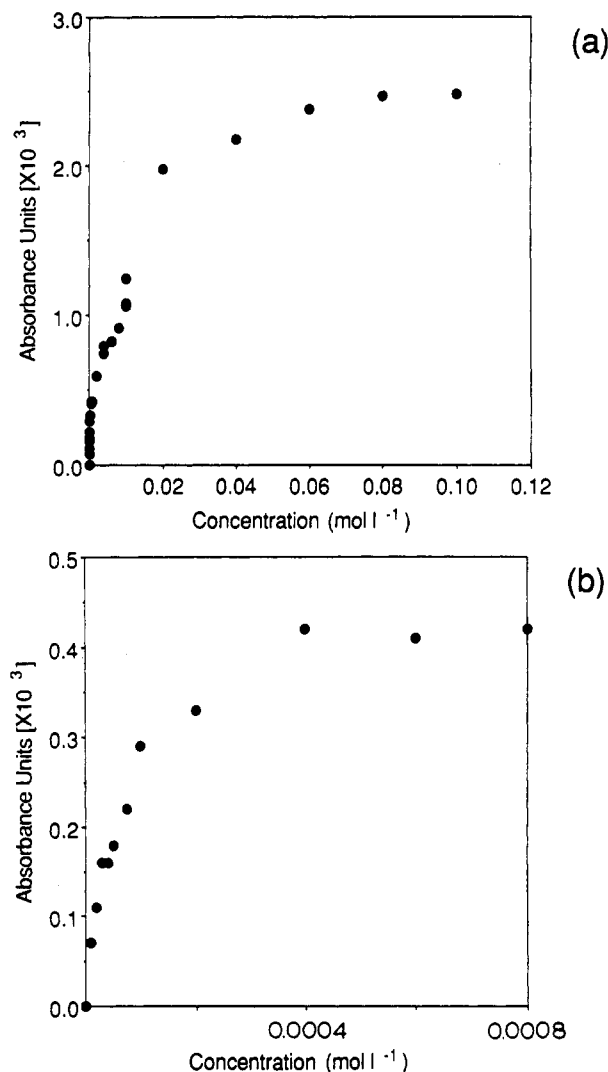 (a)
3.0
2.0
1.0
0.0
Absorbance Units [X10 3]
0.02 0.04 0.06 0.08 0.10 0.12
Concentration (mol l -1)
(b)
0.5
0.4
0.3
0.2
0.1
0.0
Absorbance Units [X10 3]
0.0004 0.0008
Concentration (mol l -1)